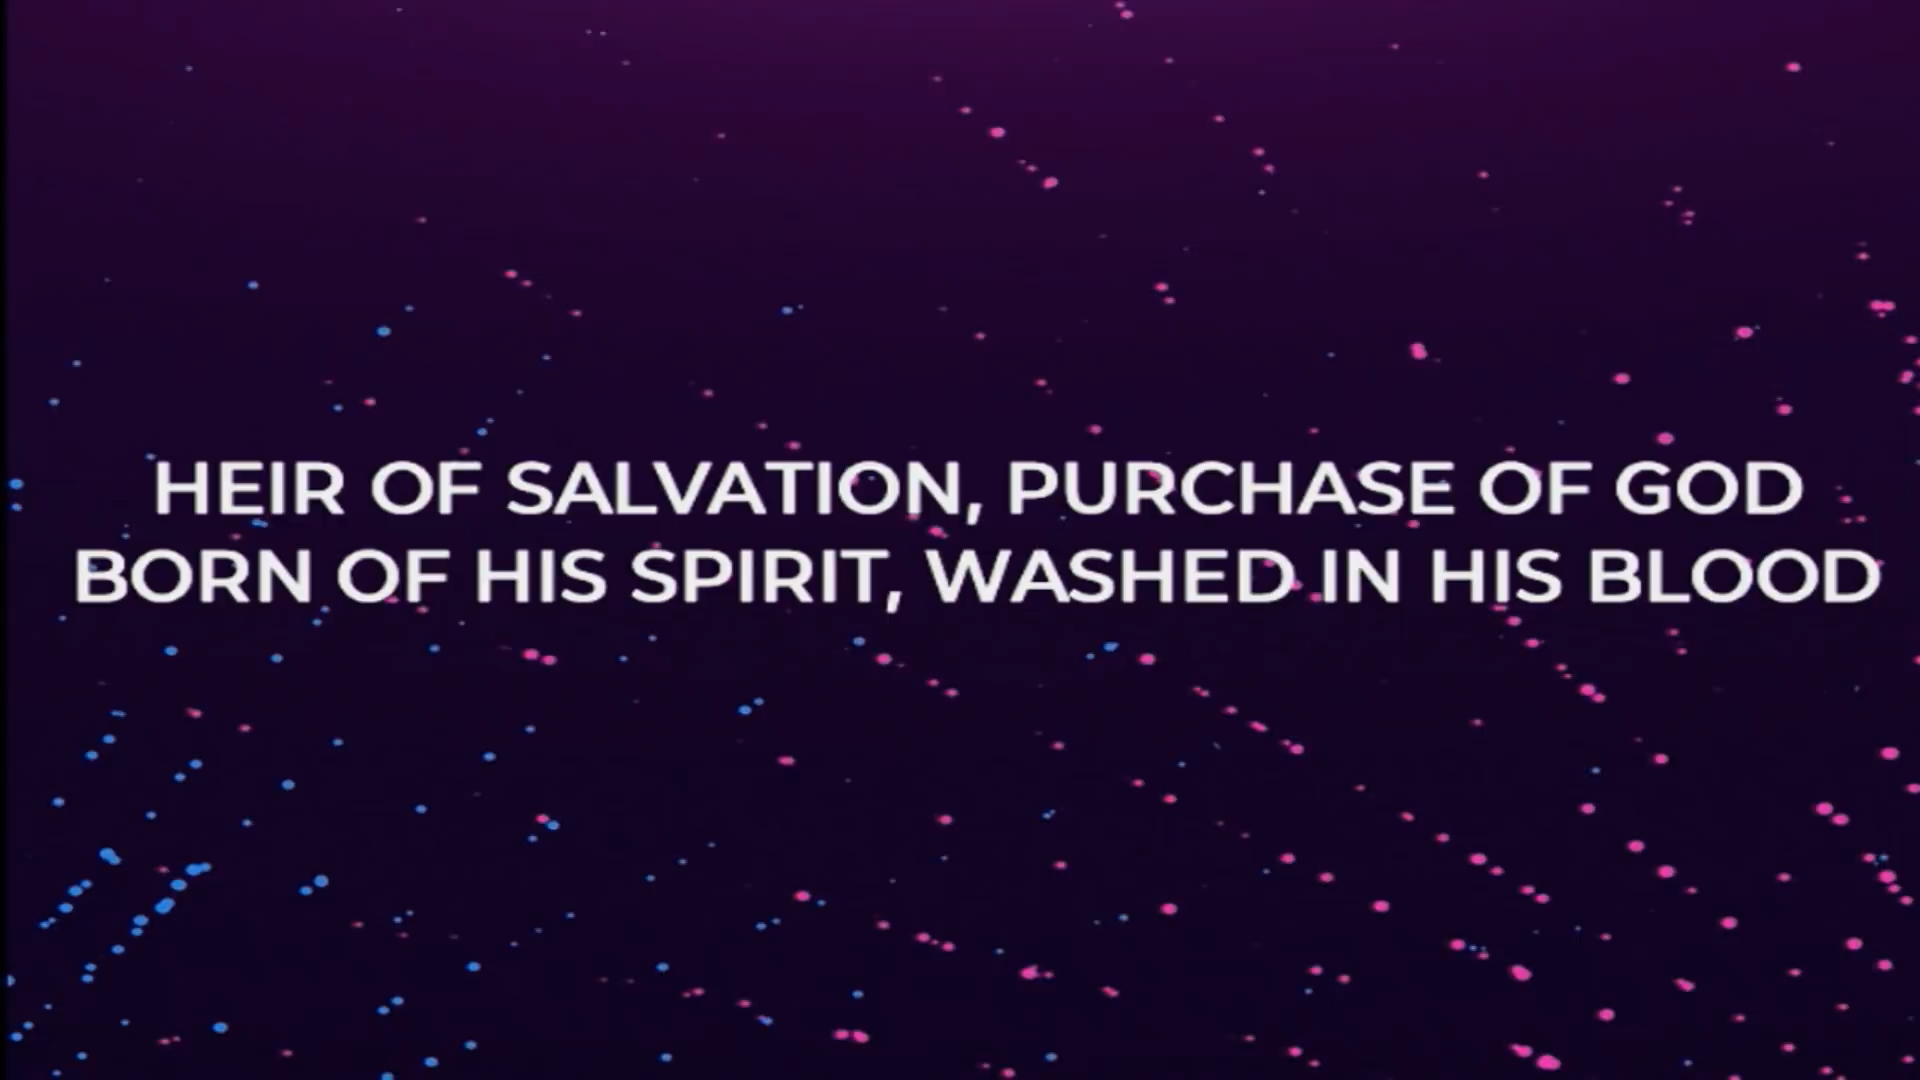 HEIR OF SALVATION, PURCHASE OF GOD
BORN OF HIS SPIRIT, WASHED IN HIS BLOOD